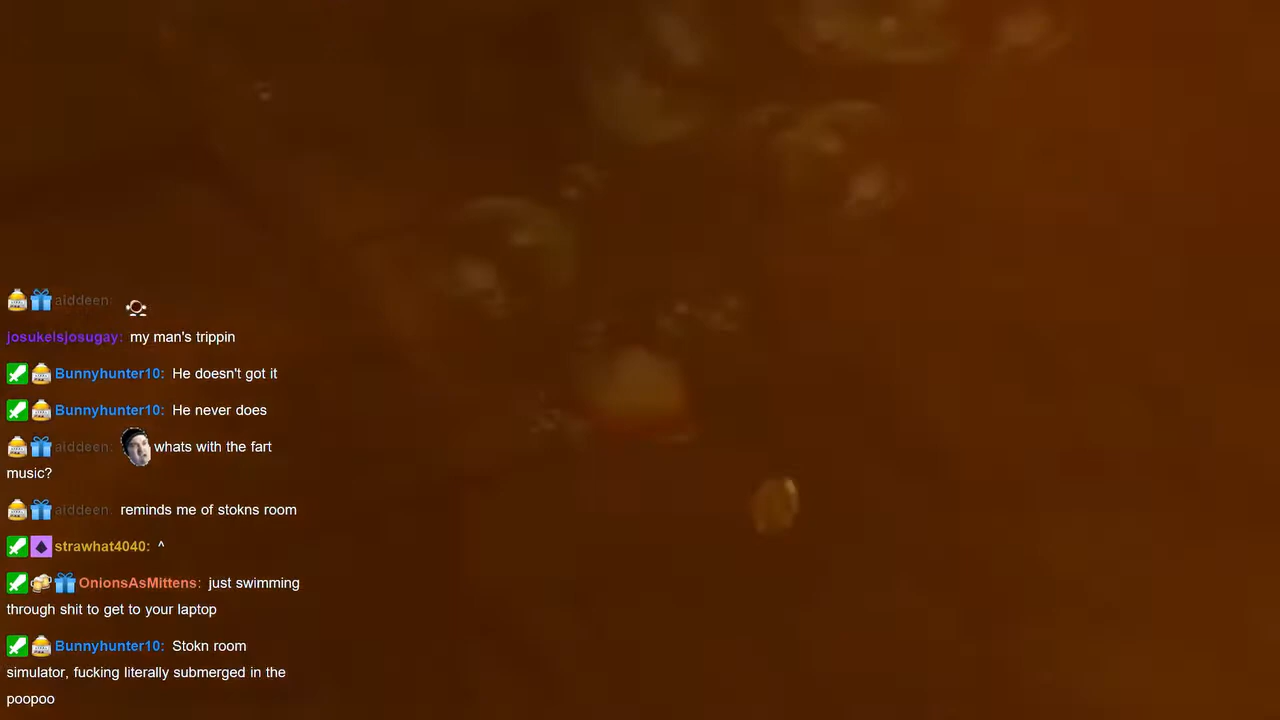 aiddeen:
josukeIsjosugay: my man's trippin
Bunnyhunter10: He doesn't got it
Bunnyhunter10: He never does
aiddeen: whats with the fart
music?
aiddeen: reminds me of stokns room
strawhat4040: ^
OnionsAsMittens: just swimming
through shit to get to your laptop
Bunnyhunter10: Stokn room
simulator, fucking literally submerged in the
poopoo